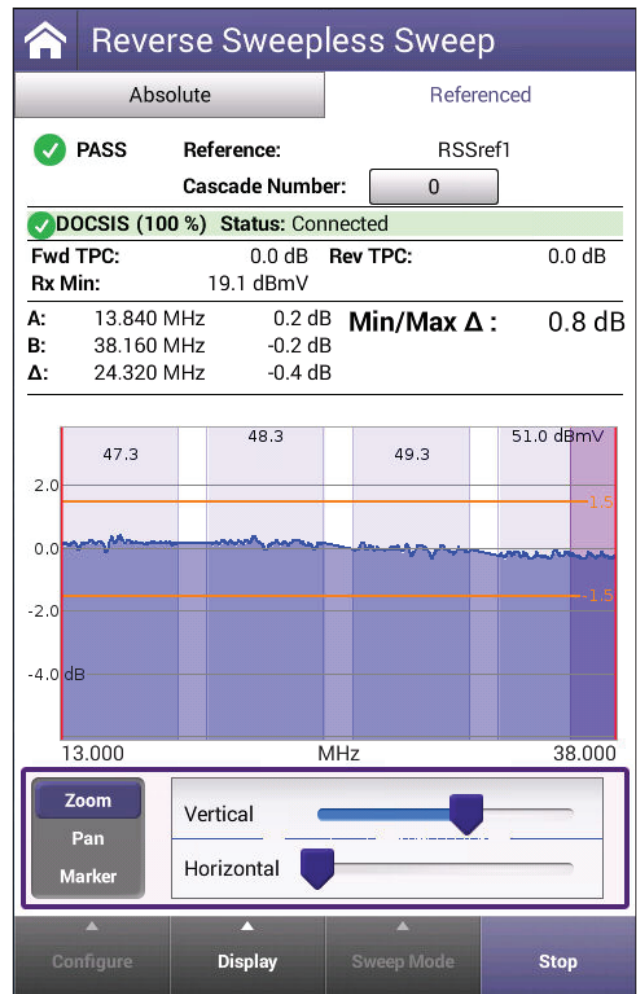 Reverse Sweepless Sweep
Absolute Referenced
PASS Reference: RSSref1
Cascade Number: 0
DOCSIS (100 %) Status: Connected
Fwd TPC: 0.0 dB Rev TPC: 0.0 dB
Rx Min: 19.1 dBmV
A: 13.840 MHz 0.2 dB Min/Max Δ : 0.8 dB
B: 38.160 MHz -0.2 dB
Δ: 24.320 MHz -0.4 dB
47.3 48.3 49.3 51.0 dBmV
2.0
1.5
0.0
-1.5
-2.0
-4.0 dB
13.000 MHz 38.000
Zoom
Pan
Marker
Vertical
Horizontal
Configure Display Sweep Mode Stop